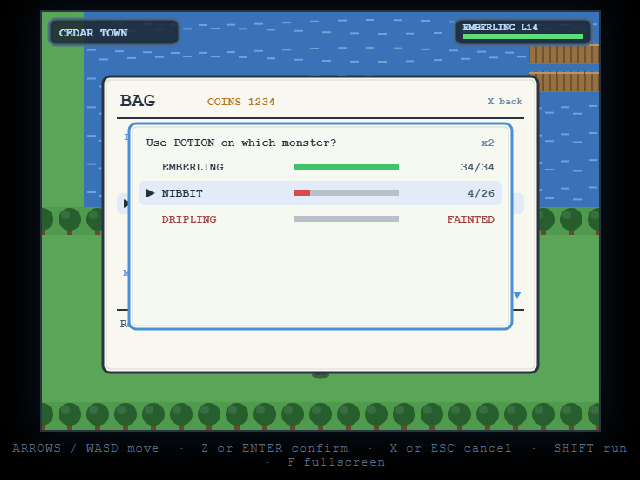 CEDAR TOWN
EMBERLING L14
BAG
COINS 1234
X back
Use POTION on which monster?
x2
EMBERLING
34/34
NIBBIT
4/26
DRIPLING
FAINTED
ARROWS / WASD move · Z or ENTER confirm · X or ESC cancel · SHIFT run
· F fullscreen